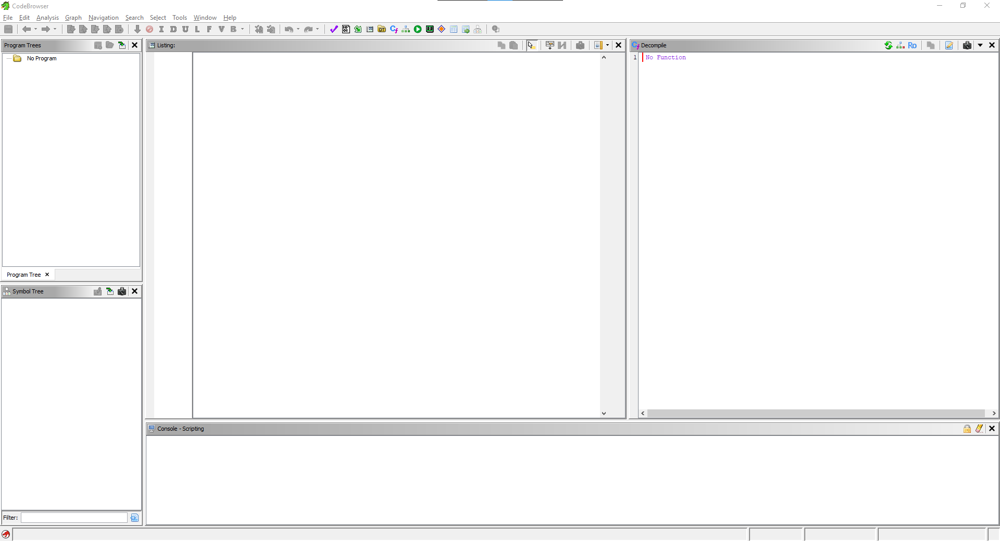 CodeBrowser
File Edit Analysis Graph Navigation Search Select Tools Window Help
I D U L F V B
Program Trees
No Program
Program Tree
Symbol Tree
Filter:
Listing:
Decompile
Ro
1 No Function
Console - Scripting